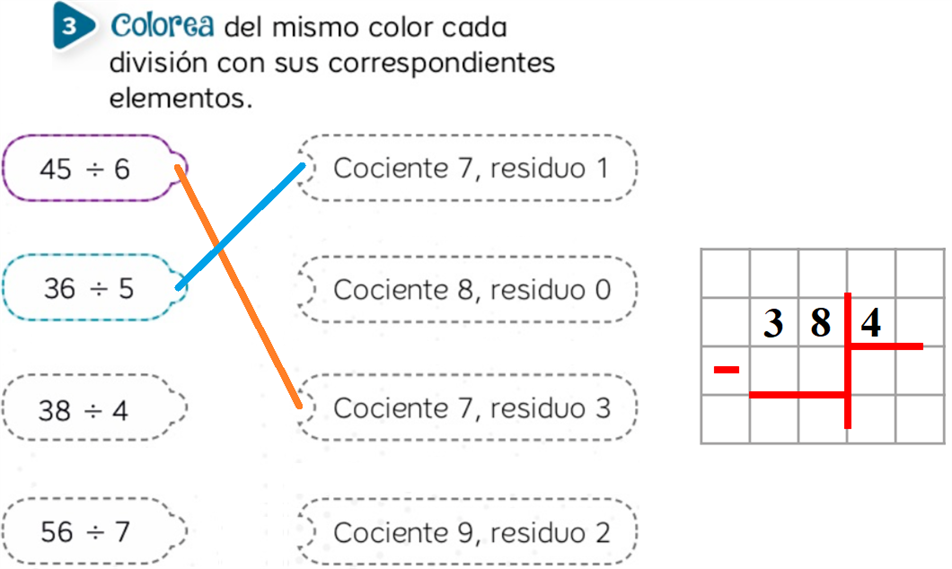 3 Colorea del mismo color cada
división con sus correspondientes
elementos.
45 ÷ 6
Cociente 7, residuo 1
36 ÷ 5
Cociente 8, residuo 0
38 ÷ 4
Cociente 7, residuo 3
56 ÷ 7
Cociente 9, residuo 2
3 8 4
-